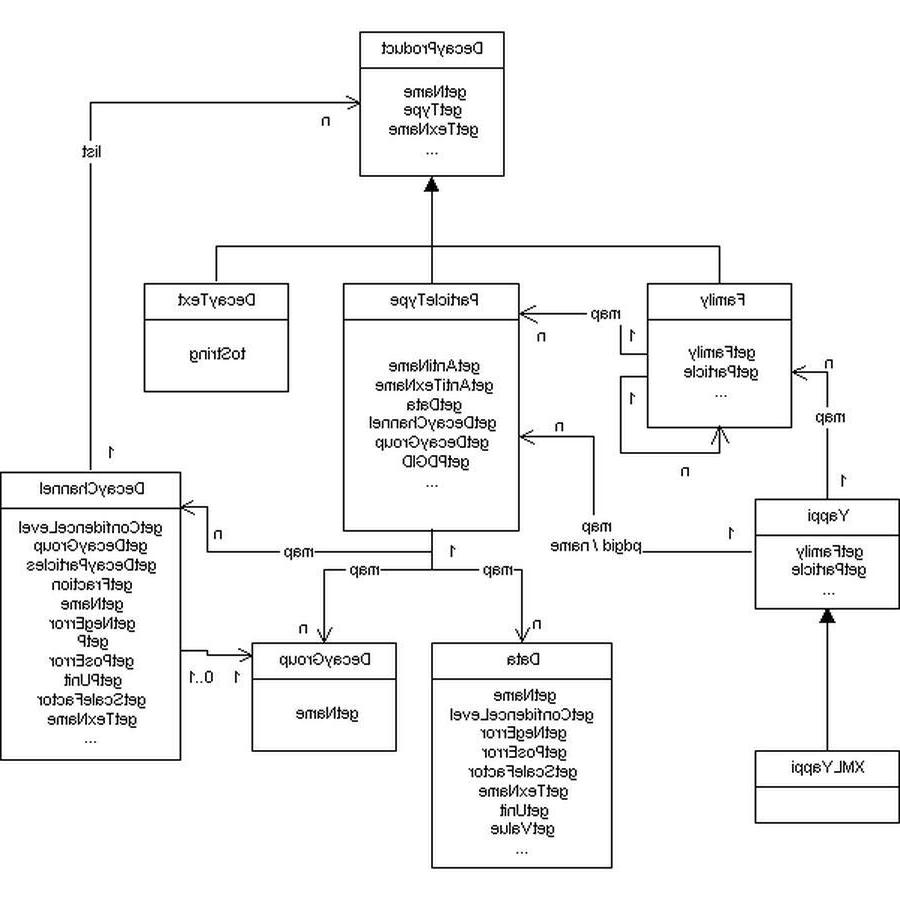 DecayProduct
getName
getType
getTexName
...
n
list
1
DecayText
toString
ParticleType
getAntiName
getAntiTexName
getData
getDecayChannel
getDecayGroup
getPDGID
...
Family
getFamily
getParticle
...
map
1
n
1
n
n
map
1
n
map
pdgid / name
1
Yappi
getFamily
getParticle
...
DecayChannel
getConfidenceLevel
getDecayGroup
getDecayParticles
getFraction
getName
getNegError
getP
getPosError
getPUnit
getScaleFactor
getTexName
...
n
map
1
map
map
n
n
0..1
1
DecayGroup
getName
Data
getName
getConfidenceLevel
getNegError
getPosError
getScaleFactor
getTexName
getUnit
getValue
...
XMLYappi